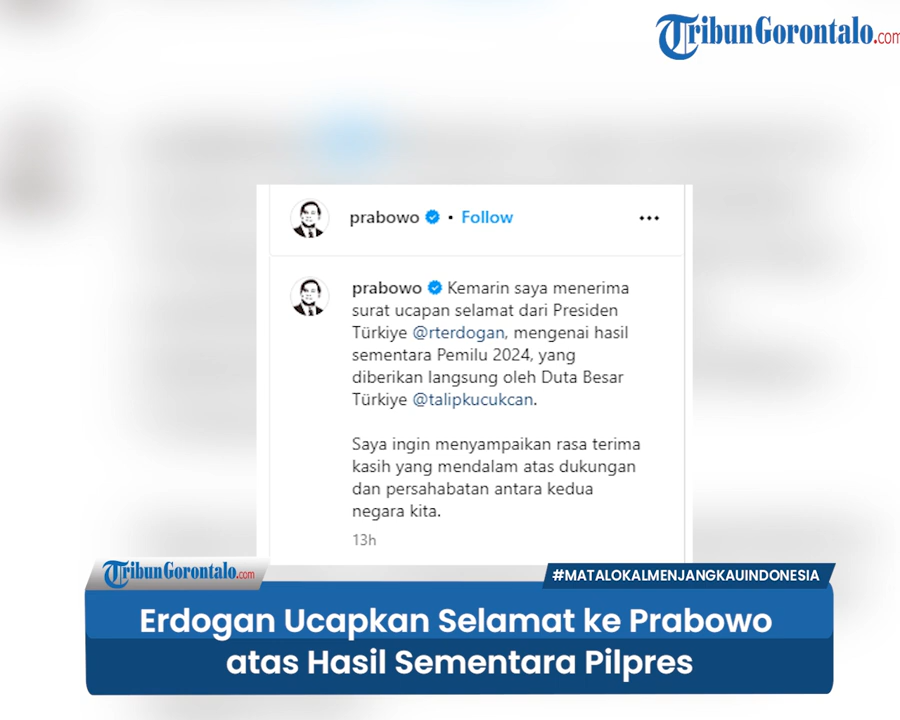 TribunGorontalo.com
prabowo • Follow •••
prabowo Kemarin saya menerima
surat ucapan selamat dari Presiden
Türkiye @rterdogan, mengenai hasil
sementara Pemilu 2024, yang
diberikan langsung oleh Duta Besar
Türkiye @talipkucukcan.
Saya ingin menyampaikan rasa terima
kasih yang mendalam atas dukungan
dan persahabatan antara kedua
negara kita.
13h
TribunGorontalo.com
#MATALOKALMENJANGKAUINDONESIA
Erdogan Ucapkan Selamat ke Prabowo
atas Hasil Sementara Pilpres